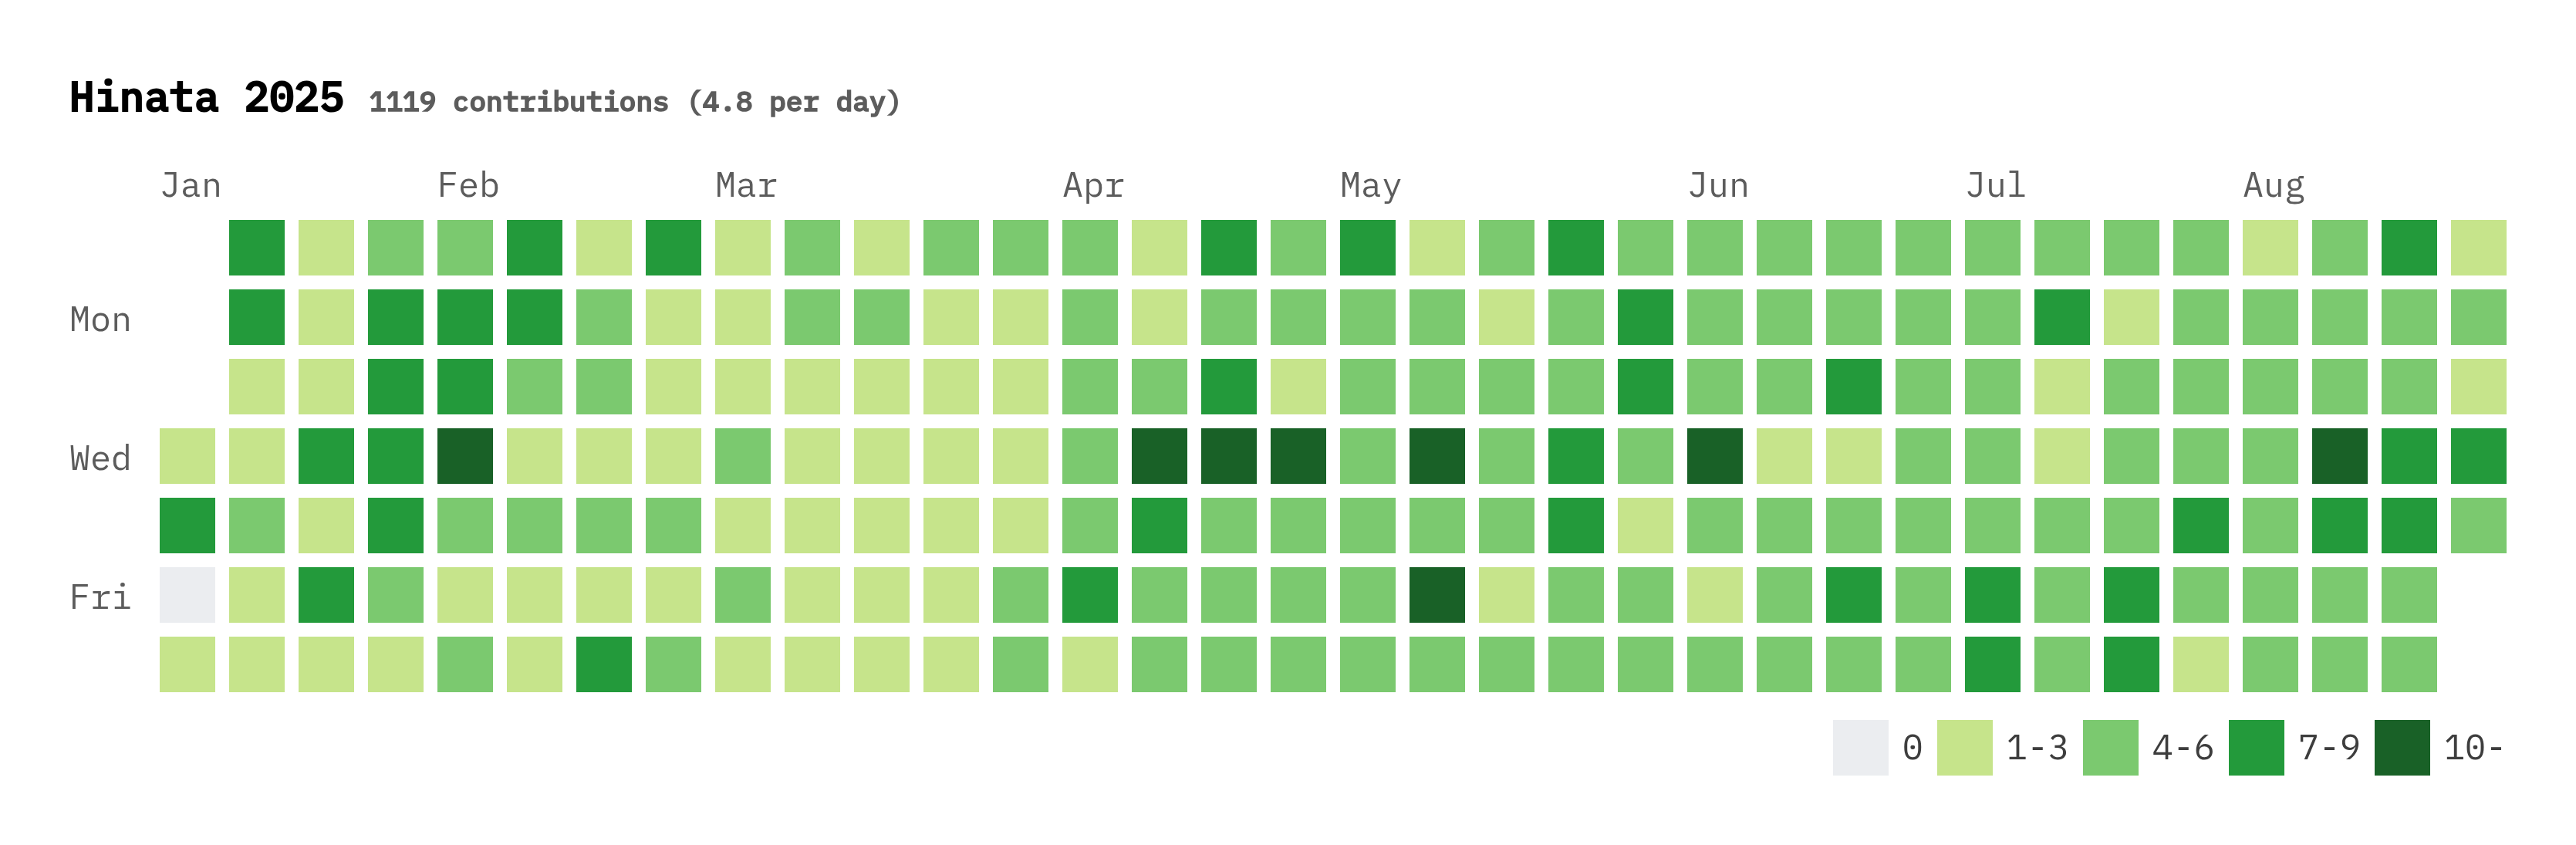 Hinata 2025 1119 contributions (4.8 per day)
Jan Feb Mar Apr May Jun Jul Aug
Mon
Wed
Fri
0 1-3 4-6 7-9 10-